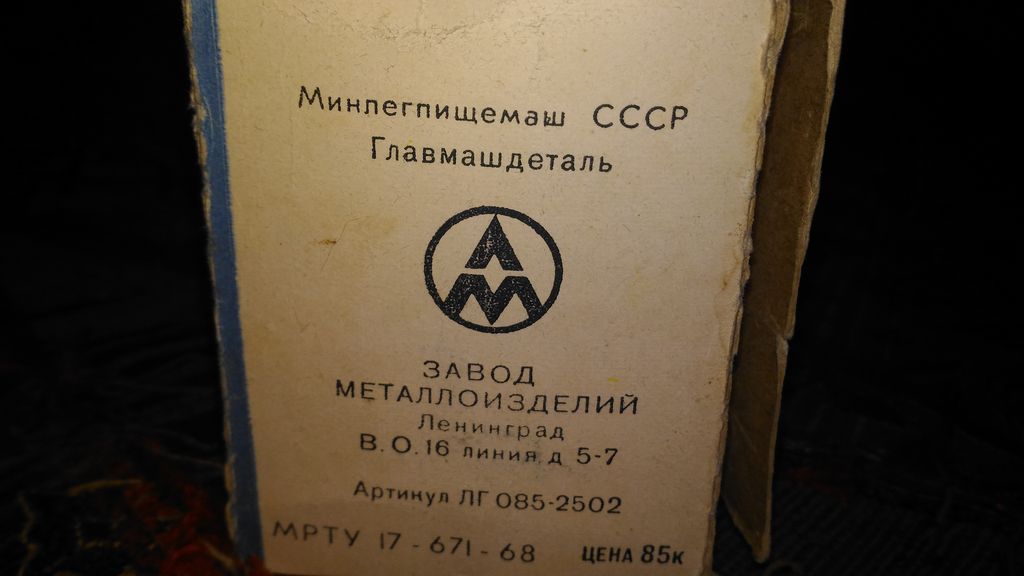 Минлегпищемаш СССР
Главмашдеталь
ЛМ
ЗАВОД
МЕТАЛЛОИЗДЕЛИЙ
Ленинград
В.О.16 линия д 5-7
Артикул ЛГ 085-2502
МРТУ 17-671-68 ЦЕНА 85к